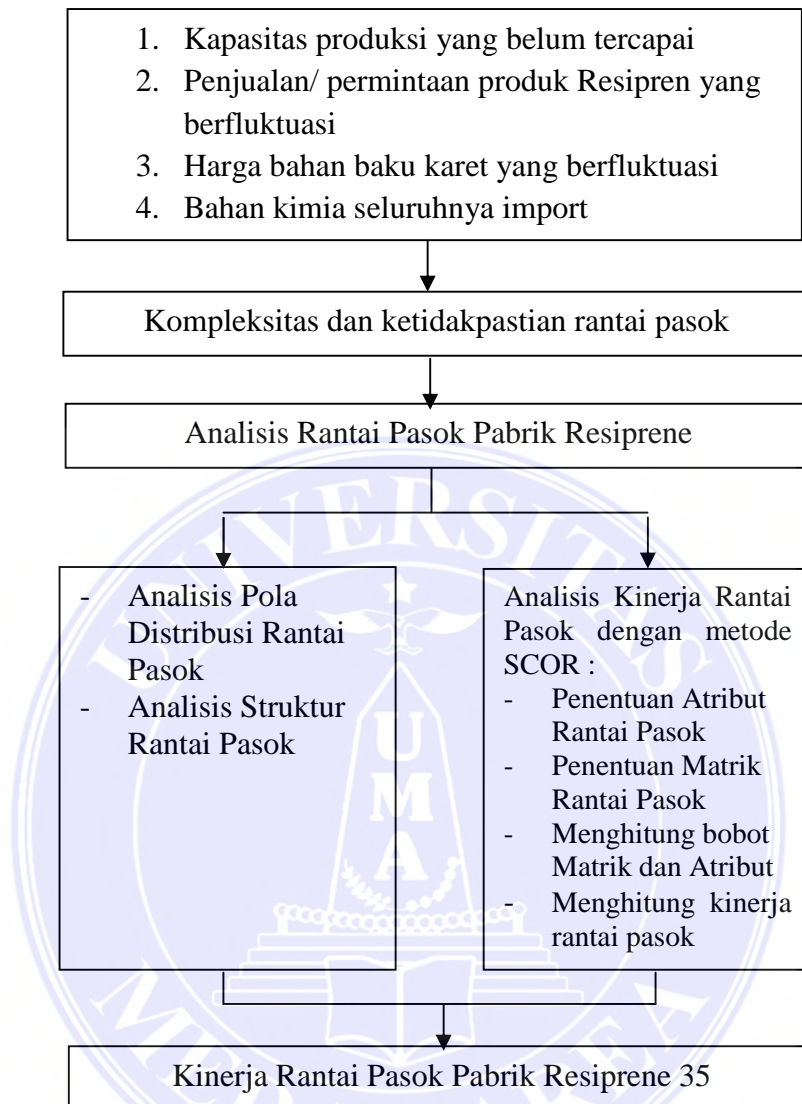 1. Kapasitas produksi yang belum tercapai
2. Penjualan/ permintaan produk Resipren yang
berfluktuasi
3. Harga bahan baku karet yang berfluktuasi
4. Bahan kimia seluruhnya import
Kompleksitas dan ketidakpastian rantai pasok
Analisis Rantai Pasok Pabrik Resiprene
- Analisis Pola
Distribusi Rantai
Pasok
- Analisis Struktur
Rantai Pasok
Analisis Kinerja Rantai
Pasok dengan metode
SCOR :
- Penentuan Atribut
Rantai Pasok
- Penentuan Matrik
Rantai Pasok
- Menghitung bobot
Matrik dan Atribut
- Menghitung kinerja
rantai pasok
Kinerja Rantai Pasok Pabrik Resiprene 35
UNIVERSITAS
UMA